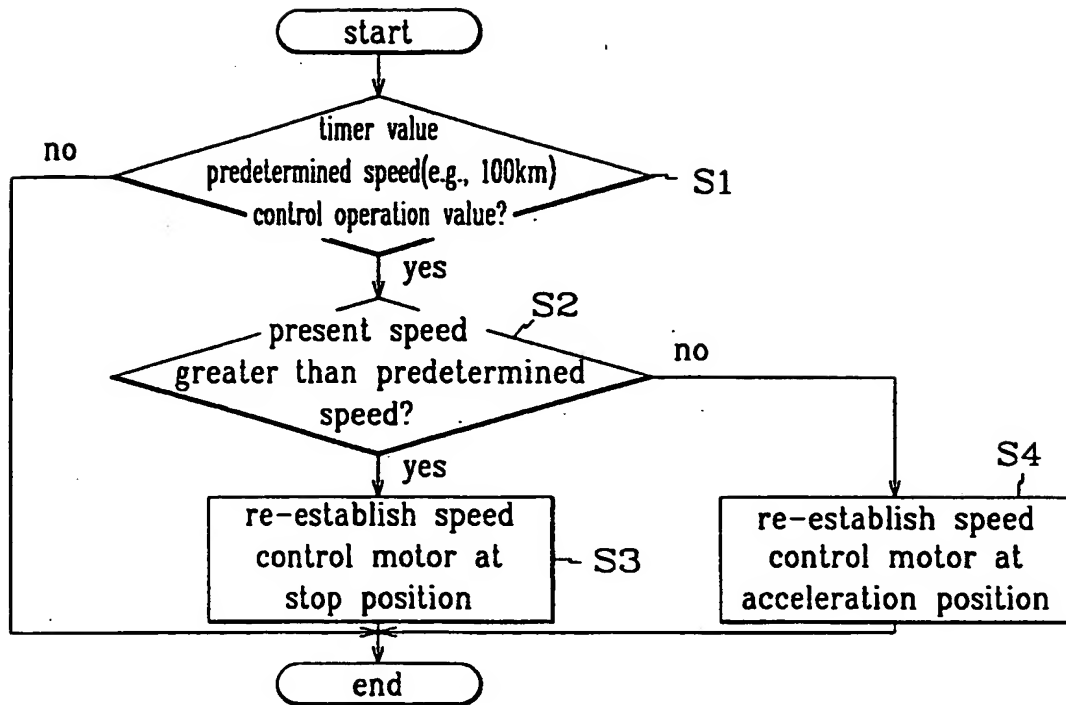 start
timer value
no
predetermined speed(e.g., 100km)
S1
control operation value?
yes
S2
present speed
no
greater than predetermined
speed?
yes
S4
re-establish speed
control motor at
stop position
S3
re-establish speed
control motor at
acceleration position
end